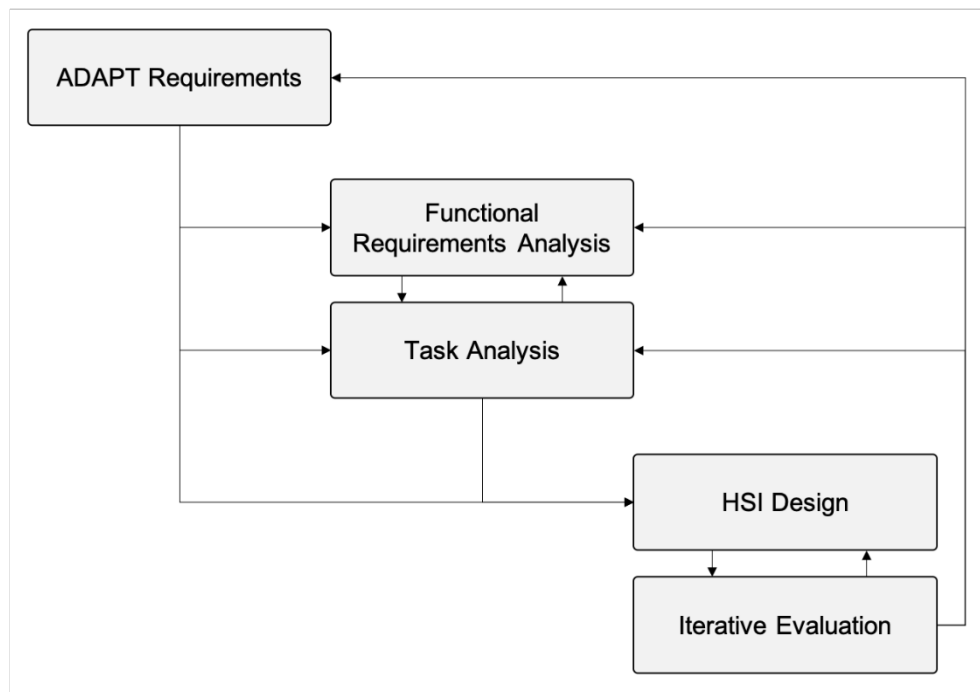 ADAPT Requirements
Functional
Requirements Analysis
Task Analysis
HSI Design
Iterative Evaluation